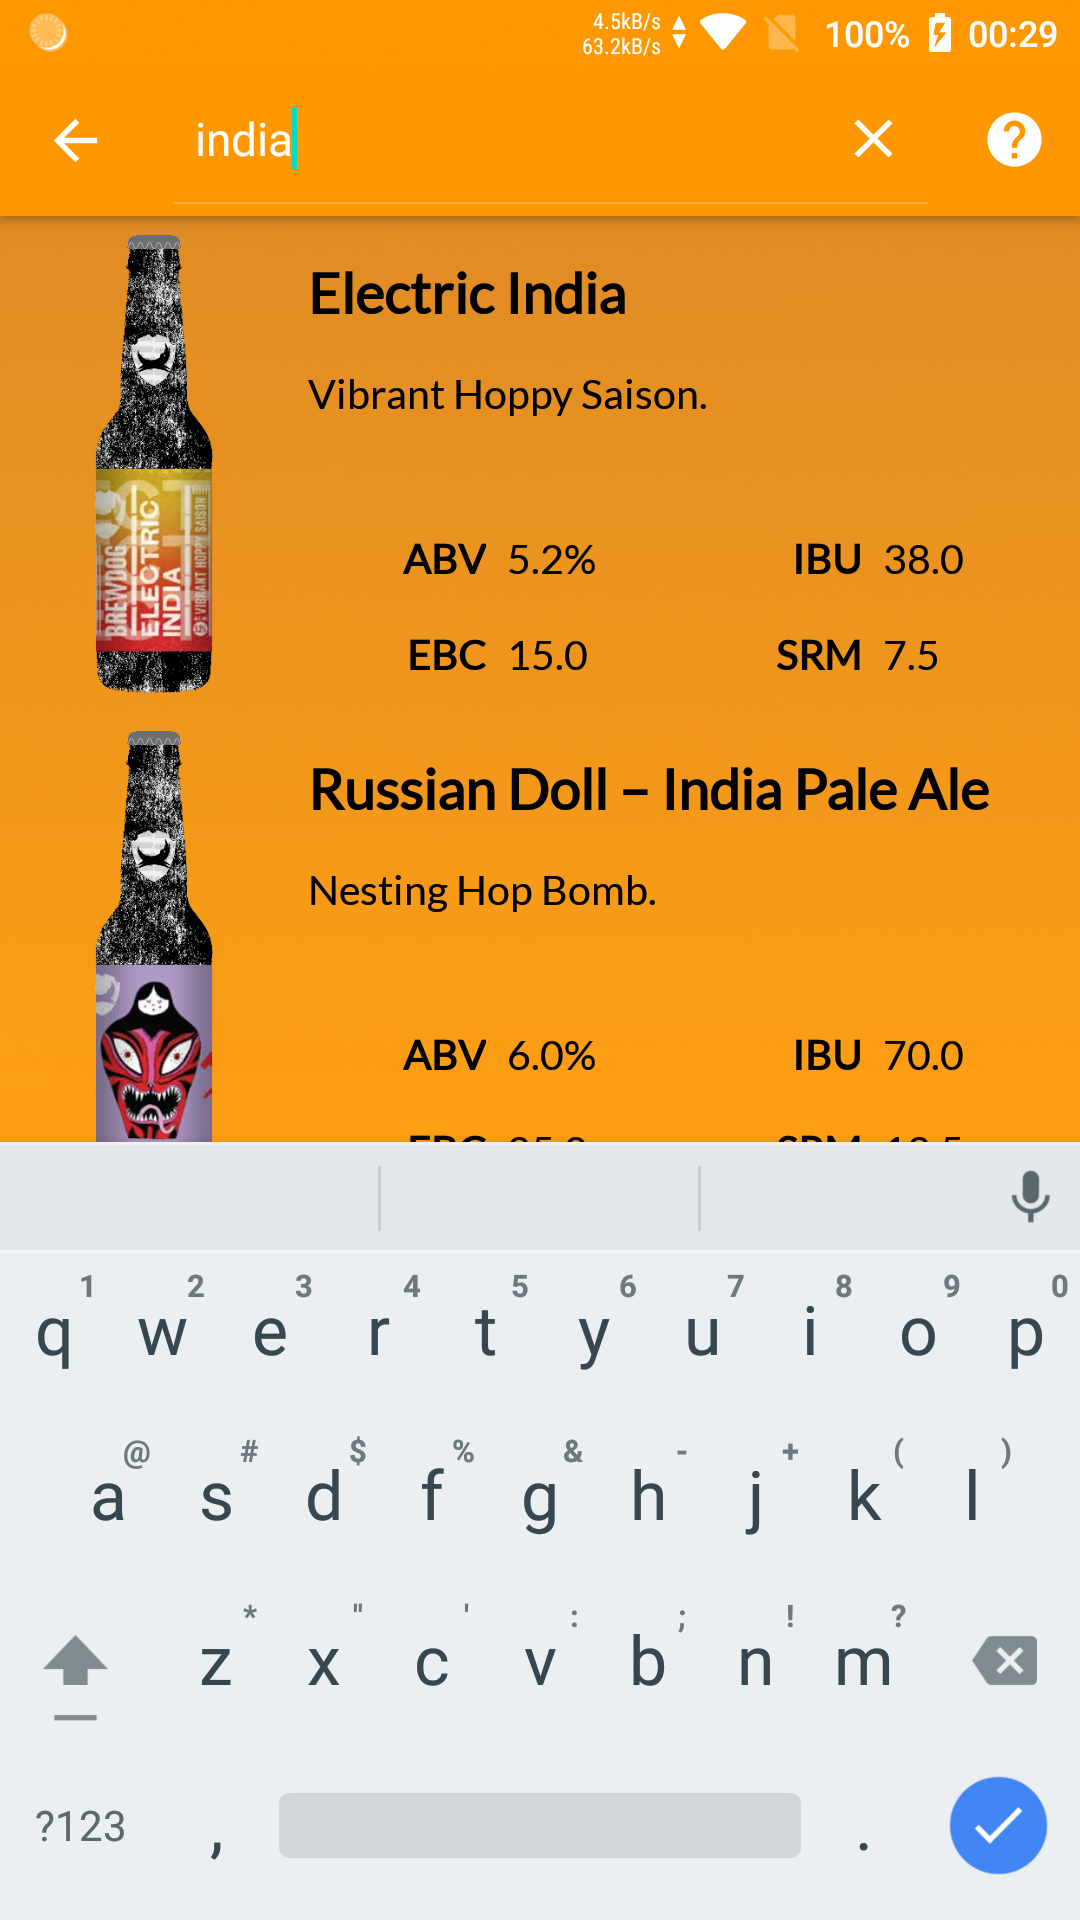 4.5kB/s
63.2kB/s
100%
00:29
india
Electric India
Vibrant Hoppy Saison.
ABV 5.2% IBU 38.0
EBC 15.0 SRM 7.5
BREWDOG
ELECTRIC
INDIA
VIBRANT HOPPY SAISON
Russian Doll – India Pale Ale
Nesting Hop Bomb.
ABV 6.0% IBU 70.0
1 2 3 4 5 6 7 8 9 0
q w e r t y u i o p
@ # $ % & - + ( )
a s d f g h j k l
* " ' : ; ! ?
z x c v b n m
?123 , .